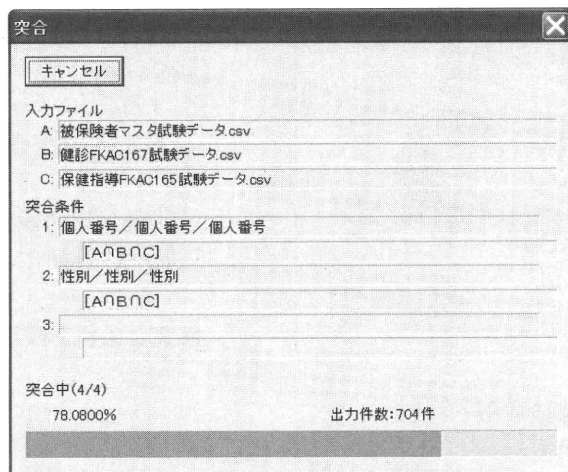 突合
キャンセル
入力ファイル
A: 被保険者マスタ試験データ.csv
B: 健診FKAC167試験データ.csv
C: 保健指導FKAC165試験データ.csv
突合条件
1: 個人番号／個人番号／個人番号
[A∩B∩C]
2: 性別／性別／性別
[A∩B∩C]
3:
突合中(4/4)
78.0800% 出力件数:704件